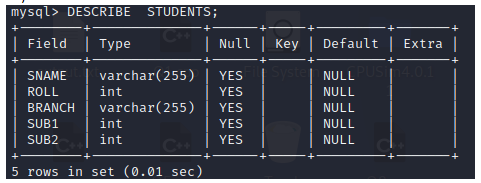 mysql> DESCRIBE  STUDENTS;
+--------+--------------+------+-----+---------+-------+
| Field  | Type         | Null | Key | Default | Extra |
+--------+--------------+------+-----+---------+-------+
| SNAME  | varchar(255) | YES  |     | NULL    |       |
| ROLL   | int          | YES  |     | NULL    |       |
| BRANCH | varchar(255) | YES  |     | NULL    |       |
| SUB1   | int          | YES  |     | NULL    |       |
| SUB2   | int          | YES  |     | NULL    |       |
+--------+--------------+------+-----+---------+-------+
5 rows in set (0.01 sec)